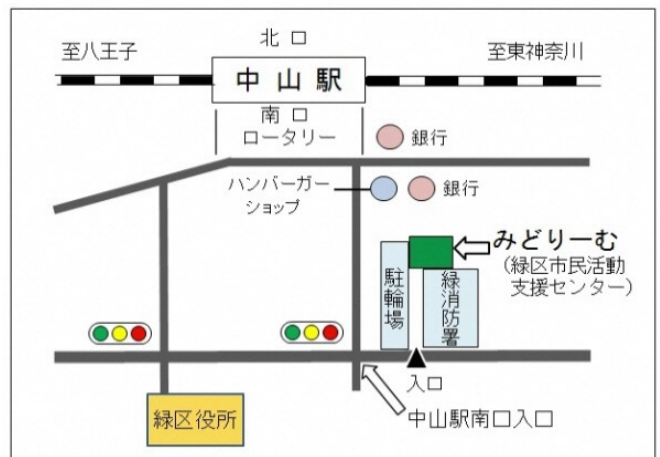 北 口
至八王子
至東神奈川
中 山 駅
南 口
ロータリー
銀行
ハンバーガー
ショップ
銀行
みどりーむ
（緑区市民活動
支援センター）
駐輪場
緑消防署
入口
緑区役所
中山駅南口入口